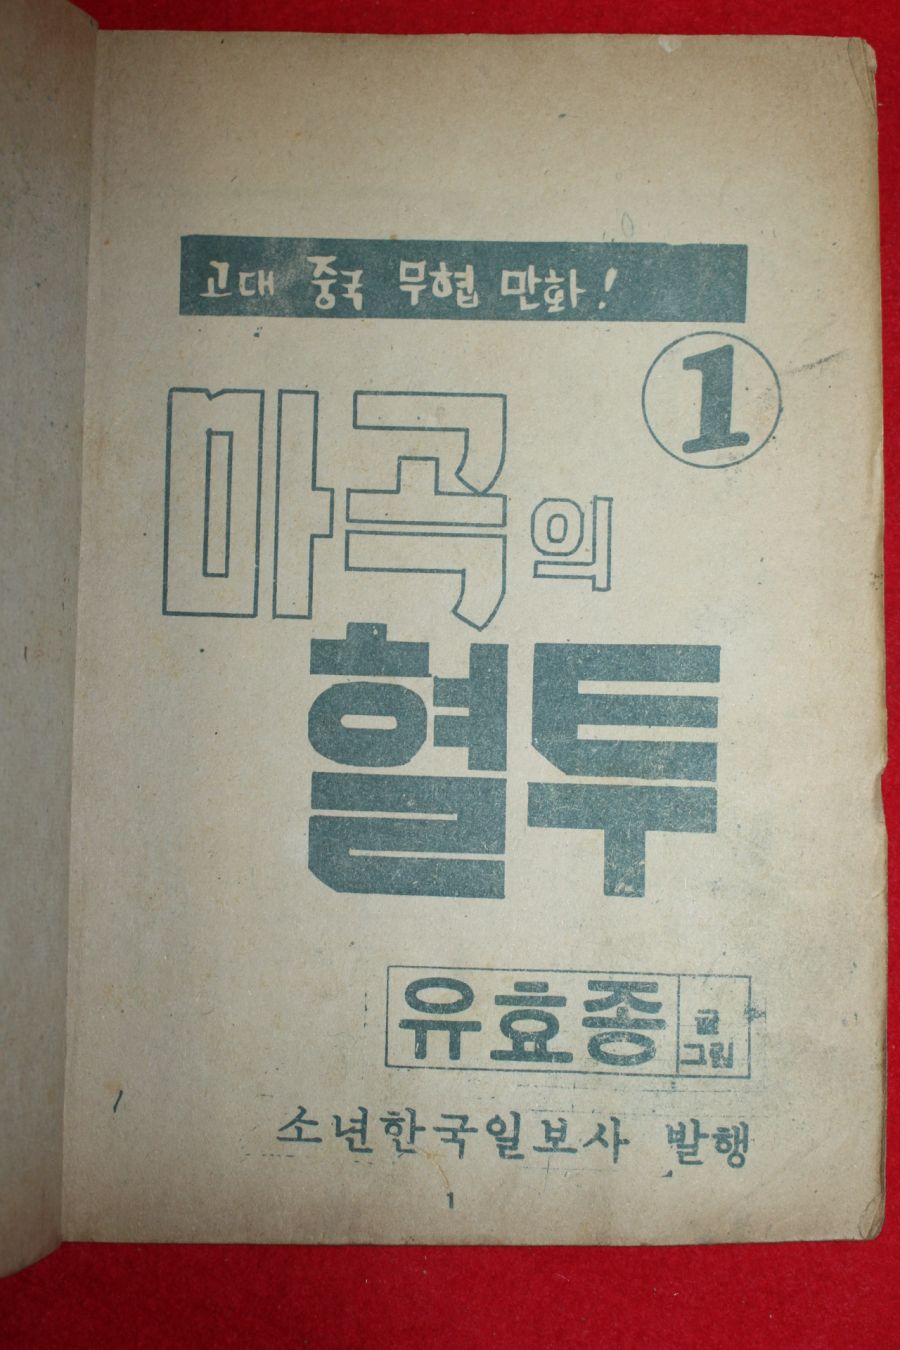 고대 중국 무협 만화!
1
마곡의
혈투
유효종 글 그림
소년한국일보사 발행
1